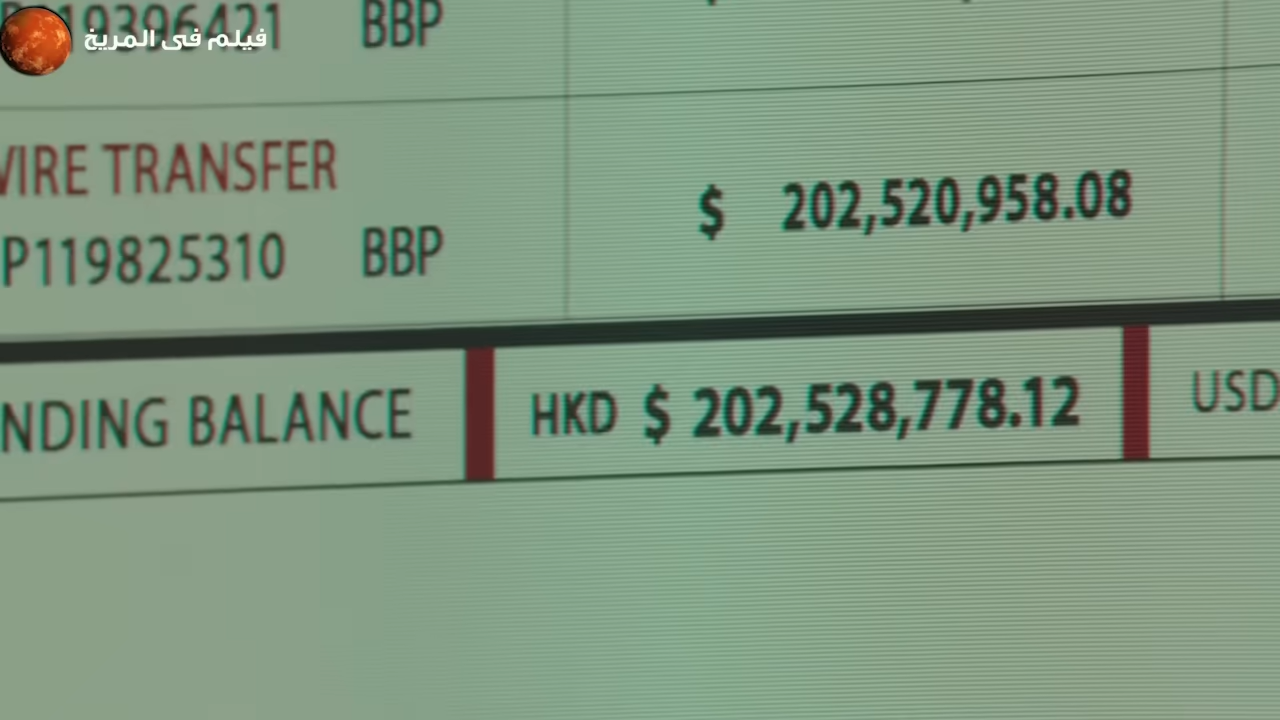 فيلم فى المريخ
19396421 BBP
WIRE TRANSFER
P119825310 BBP
$ 202,520,958.08
NDING BALANCE HKD $ 202,528,778.12 USD